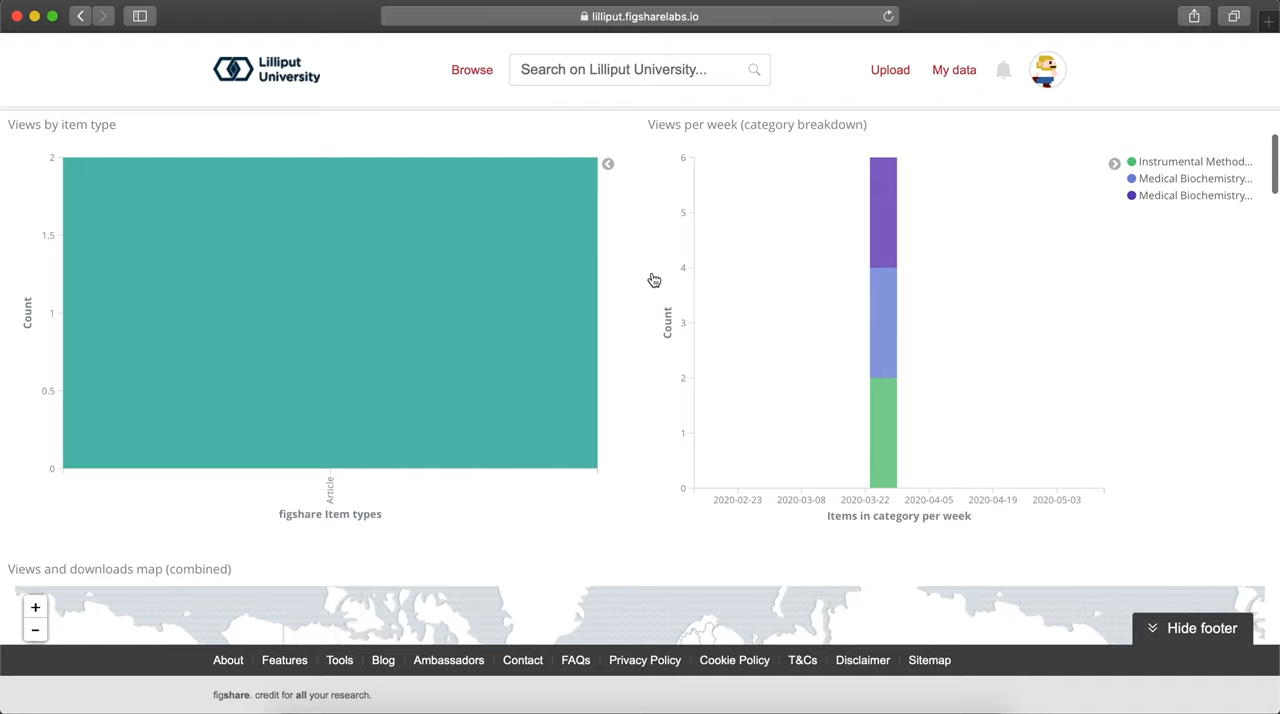 lilliput.figsharelabs.io
Lilliput
University
Browse
Search on Lilliput University...
Upload
My data
Views by item type
2
1.5
1
0.5
0
Count
Article
figshare Item types
Views per week (category breakdown)
6
5
4
3
2
1
0
Count
2020-02-23 2020-03-08 2020-03-22 2020-04-05 2020-04-19 2020-05-03
Items in category per week
Instrumental Method...
Medical Biochemistry...
Medical Biochemistry...
Views and downloads map (combined)
+
-
Hide footer
About Features Tools Blog Ambassadors Contact FAQs Privacy Policy Cookie Policy T&Cs Disclaimer Sitemap
figshare. credit for all your research.